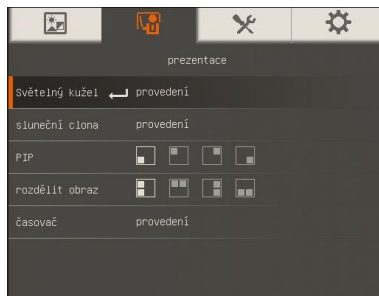 prezentace
Světelný kužel provedení
sluneční clona provedení
PIP
rozdělit obraz
časovač provedení